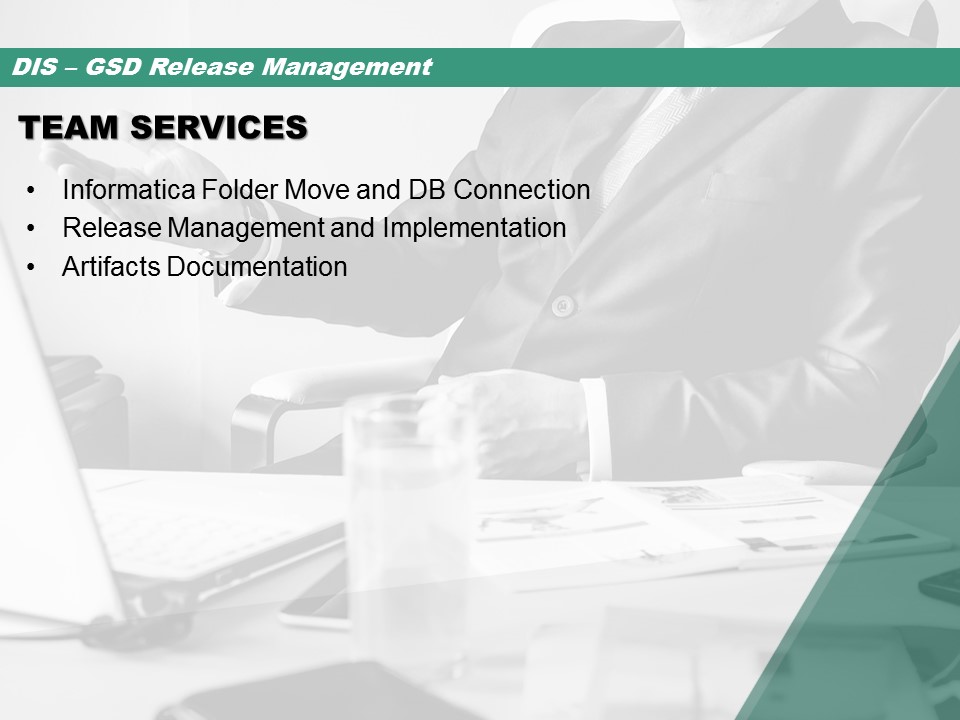 DIS – GSD Release Management
TEAM SERVICES
• Informatica Folder Move and DB Connection
• Release Management and Implementation
• Artifacts Documentation